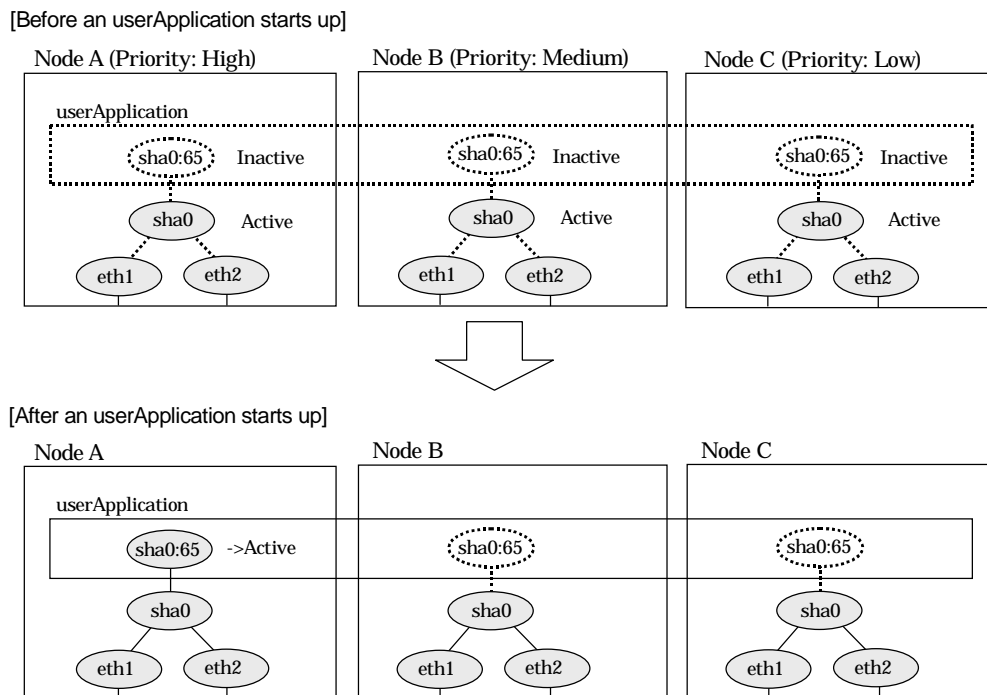 [Before an userApplication starts up]
Node A (Priority: High)
Node B (Priority: Medium)
Node C (Priority: Low)
userApplication
sha0:65 Inactive
sha0:65 Inactive
sha0:65 Inactive
sha0 Active
sha0 Active
sha0 Active
eth1 eth2
eth1 eth2
eth1 eth2
[After an userApplication starts up]
Node A
Node B
Node C
userApplication
sha0:65 ->Active
sha0:65
sha0:65
sha0
sha0
sha0
eth1 eth2
eth1 eth2
eth1 eth2